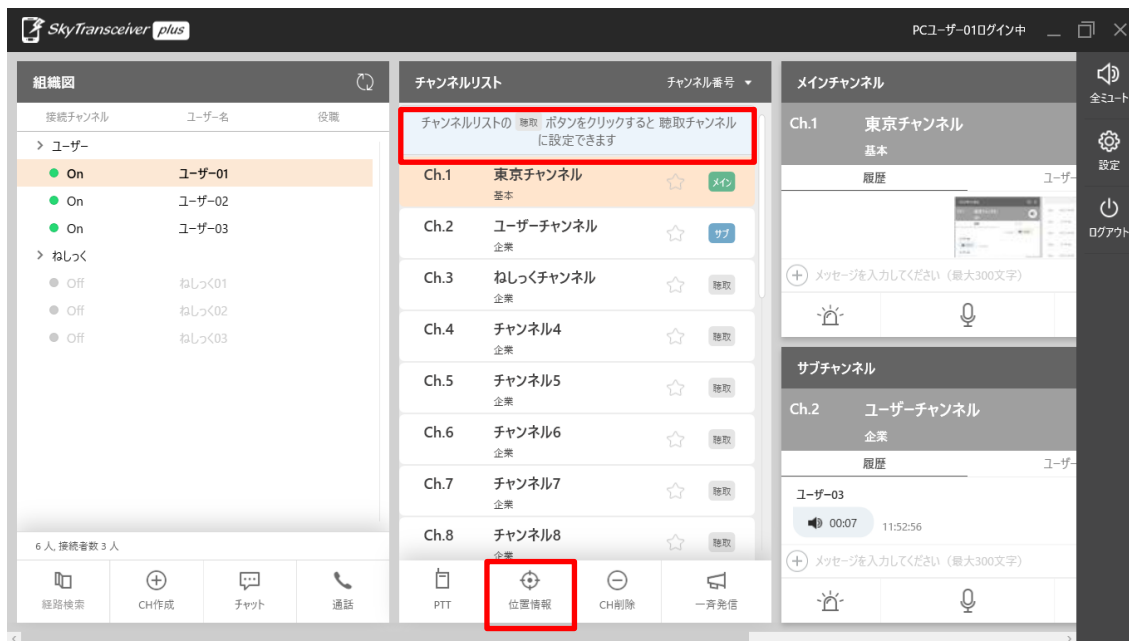 SkyTransceiver plus
PCユーザー01ログイン中
組織図
接続チャンネル ユーザー名 役職
ユーザー
On ユーザー01
On ユーザー02
On ユーザー03
ねしっく
Off ねしっく01
Off ねしっく02
Off ねしっく03
6 人, 接続者数 3 人
経路検索 CH作成 チャット 通話
チャンネルリスト チャンネル番号
チャンネルリストの 聴取 ボタンをクリックすると 聴取チャンネル
に設定できます
Ch.1 東京チャンネル メイン
基本
Ch.2 ユーザーチャンネル サブ
企業
Ch.3 ねしっくチャンネル 聴取
企業
Ch.4 チャンネル4 聴取
企業
Ch.5 チャンネル5 聴取
企業
Ch.6 チャンネル6 聴取
企業
Ch.7 チャンネル7 聴取
企業
Ch.8 チャンネル8 聴取
企業
PTT 位置情報 CH削除 一斉発信
メインチャンネル
Ch.1 東京チャンネル
基本
履歴 ユーザー
メッセージを入力してください（最大300文字）
サブチャンネル
Ch.2 ユーザーチャンネル
企業
履歴 ユーザー
ユーザー03
00:07 11:52:56
メッセージを入力してください（最大300文字）
全ミュート
設定
ログアウト